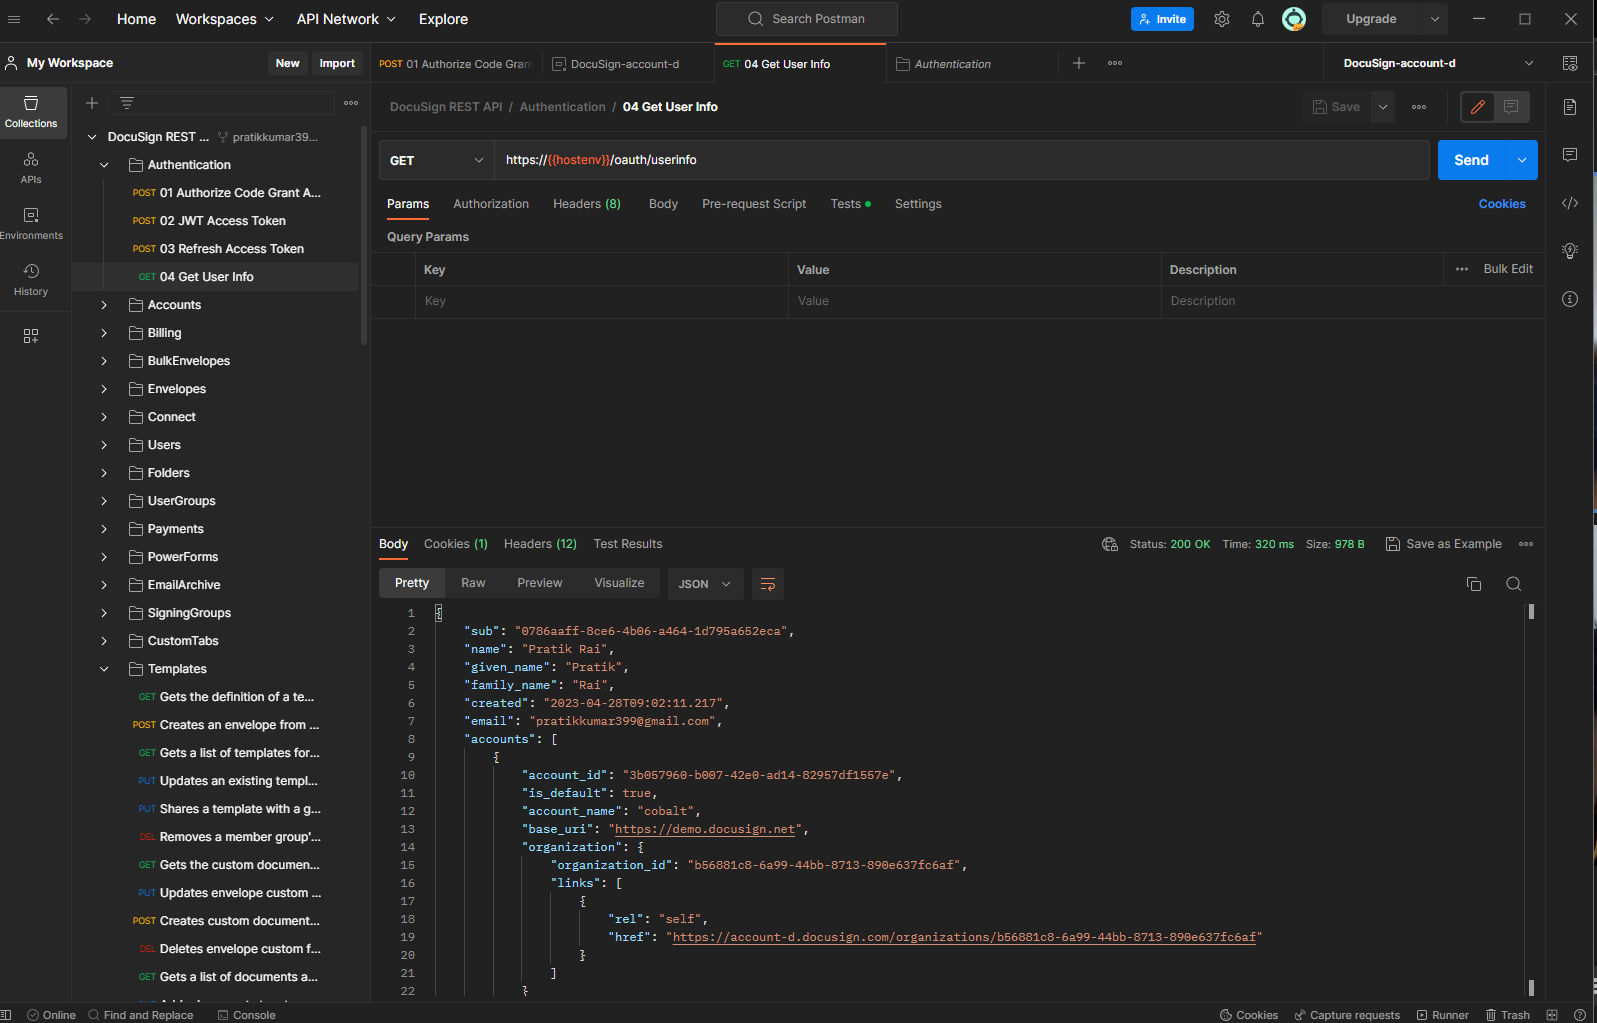 Home Workspaces API Network Explore Search Postman Invite Upgrade
My Workspace New Import POST 01 Authorize Code Gran DocuSign-account-d GET 04 Get User Info Authentication DocuSign-account-d
Collections
APIs
Environments
History
DocuSign REST ... pratikkumar39...
Authentication
POST 01 Authorize Code Grant A...
POST 02 JWT Access Token
POST 03 Refresh Access Token
GET 04 Get User Info
Accounts
Billing
BulkEnvelopes
Envelopes
Connect
Users
Folders
UserGroups
Payments
PowerForms
EmailArchive
SigningGroups
CustomTabs
Templates
GET Gets the definition of a te...
POST Creates an envelope from ...
GET Gets a list of templates for...
PUT Updates an existing templ...
PUT Shares a template with a g...
DEL Removes a member group'...
GET Gets the custom documen...
PUT Updates envelope custom ...
POST Creates custom document...
DEL Deletes envelope custom f...
GET Gets a list of documents a...
DocuSign REST API / Authentication / 04 Get User Info Save
GET https://{{hostenv}}/oauth/userinfo Send
Params Authorization Headers (8) Body Pre-request Script Tests Settings Cookies
Query Params
Key Value Description Bulk Edit
Key Value Description
Body Cookies (1) Headers (12) Test Results Status: 200 OK Time: 320 ms Size: 978 B Save as Example
Pretty Raw Preview Visualize JSON
1 {
2 "sub": "0786aaff-8ce6-4b06-a464-1d795a652eca",
3 "name": "Pratik Rai",
4 "given_name": "Pratik",
5 "family_name": "Rai",
6 "created": "2023-04-28T09:02:11.217",
7 "email": "pratikkumar399@gmail.com",
8 "accounts": [
9 {
10 "account_id": "3b057960-b007-42e0-ad14-82957df1557e",
11 "is_default": true,
12 "account_name": "cobalt",
13 "base_uri": "https://demo.docusign.net",
14 "organization": {
15 "organization_id": "b56881c8-6a99-44bb-8713-890e637fc6af",
16 "links": [
17 {
18 "rel": "self",
19 "href": "https://account-d.docusign.com/organizations/b56881c8-6a99-44bb-8713-890e637fc6af"
20 }
21 ]
22 }
Online Find and Replace Console Cookies Capture requests Runner Trash